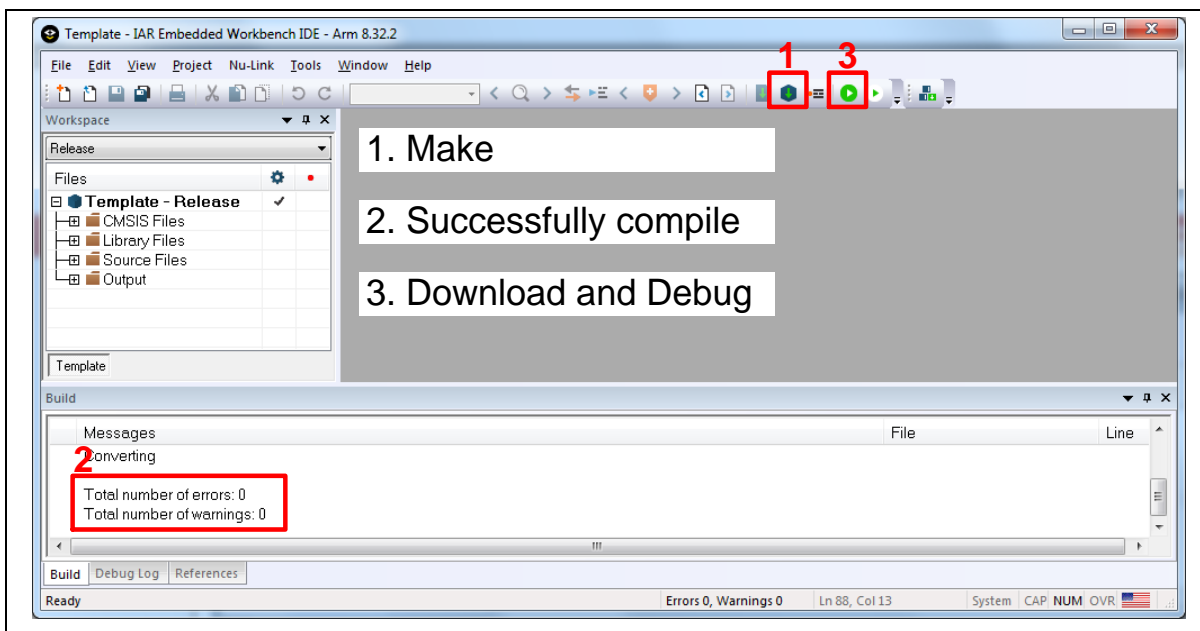 Template - IAR Embedded Workbench IDE - Arm 8.32.2
1
3
File Edit View Project Nu-Link Tools Window Help
Workspace
Release
Files
Template - Release
CMSIS Files
Library Files
Source Files
Output
Template
1. Make
2. Successfully compile
3. Download and Debug
Build
Messages File Line
2
Converting
Total number of errors: 0
Total number of warnings: 0
Build Debug Log References
Ready Errors 0, Warnings 0 Ln 88, Col 13 System CAP NUM OVR